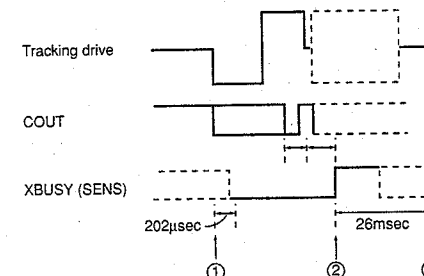 Tracking drive
COUT
XBUSY (SENS)
202μsec
26msec
① ②